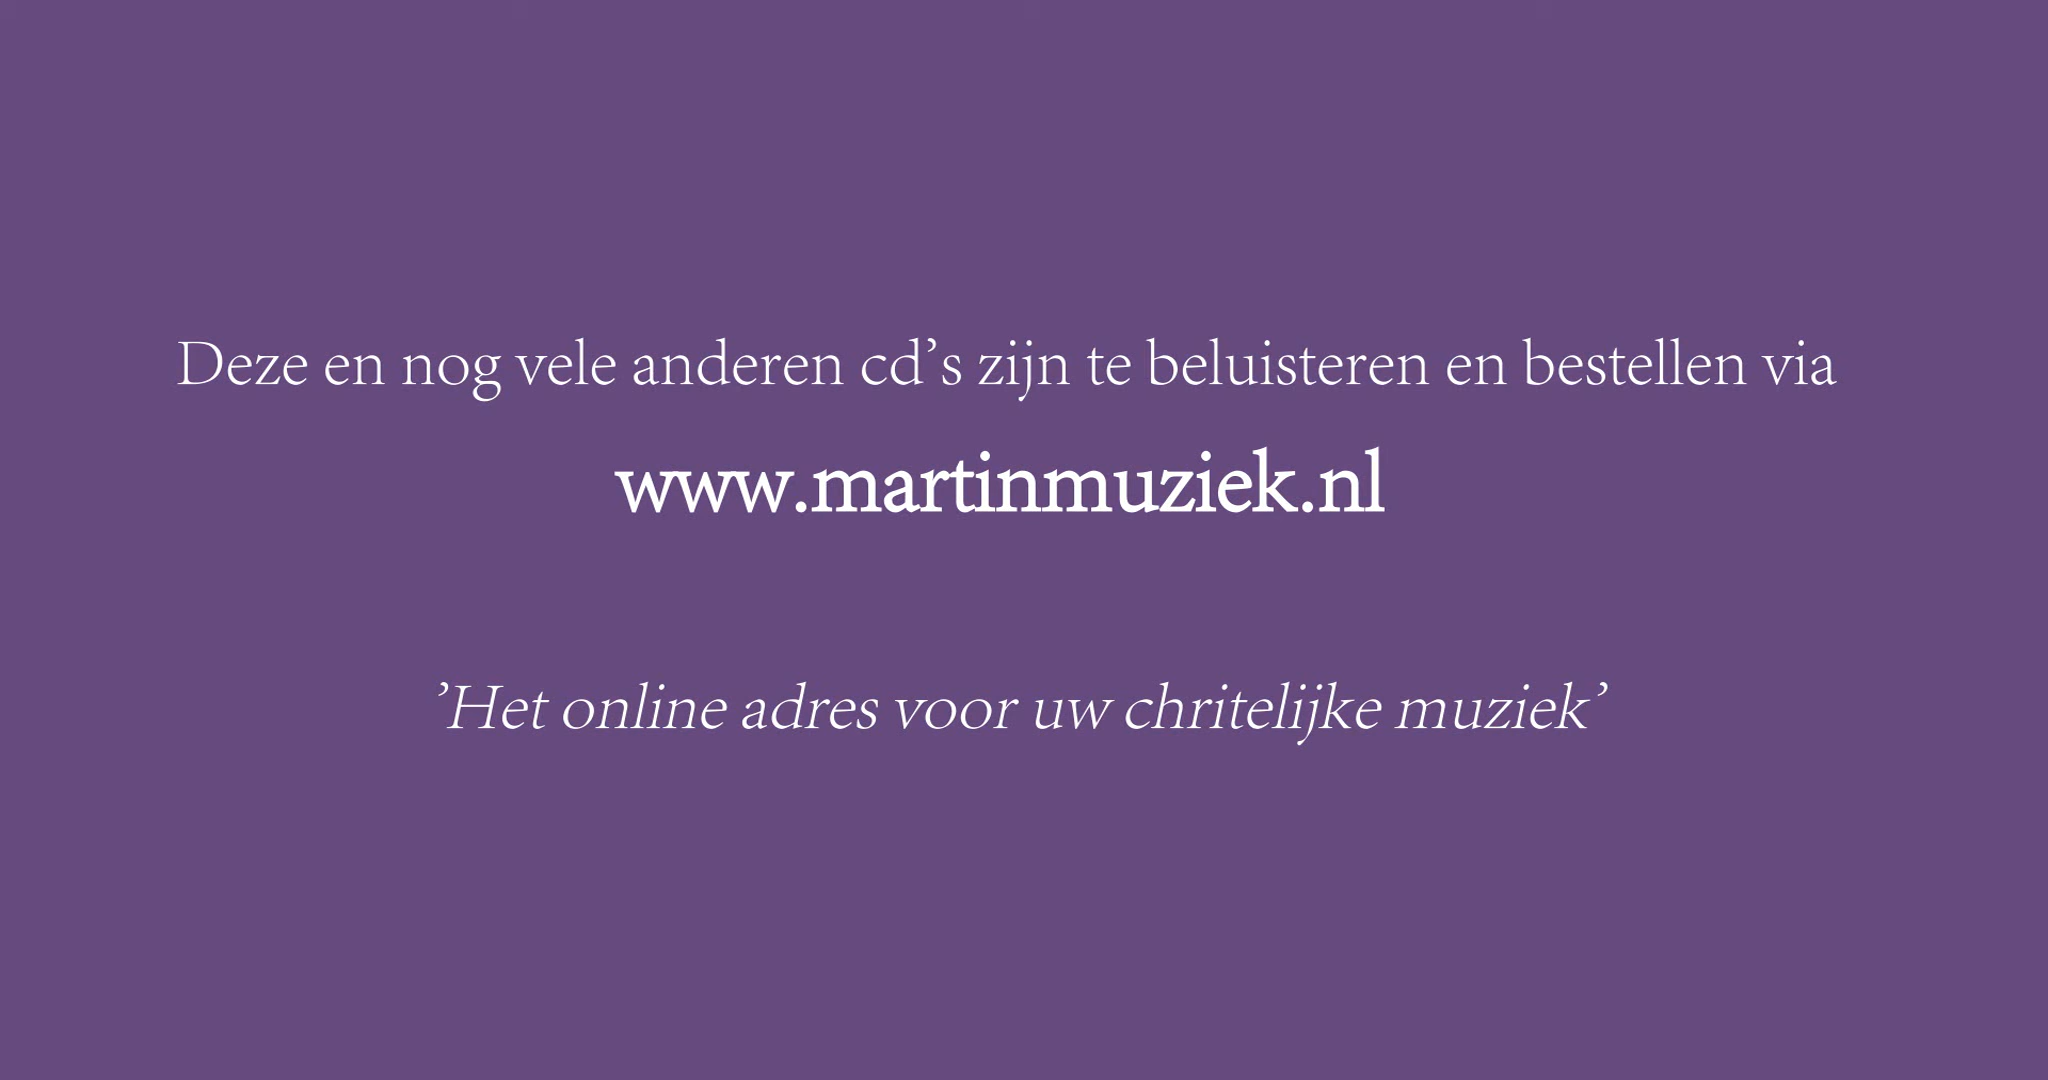 Deze en nog vele anderen cd’s zijn te beluisteren en bestellen via
www.martinmuziek.nl
’Het online adres voor uw chritelijke muziek’